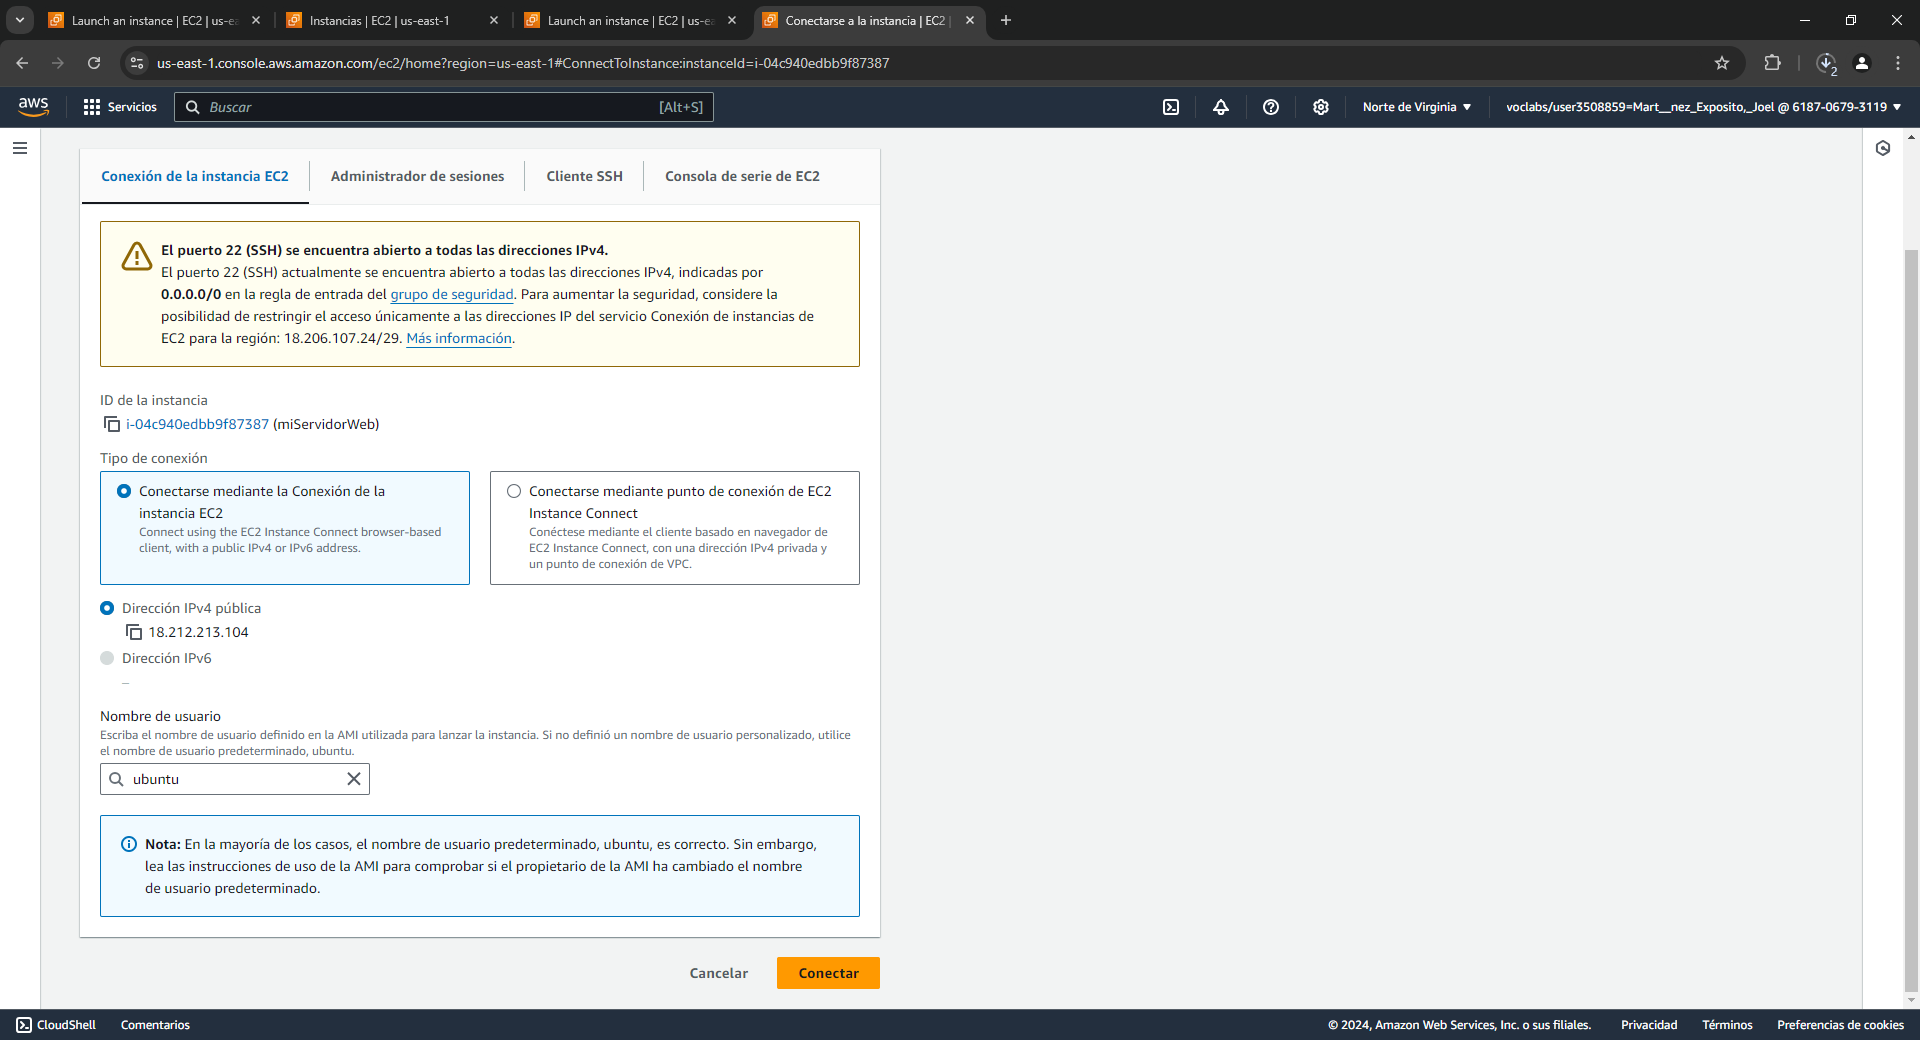 Launch an instance | EC2 | us-ea
Instancias | EC2 | us-east-1
Launch an instance | EC2 | us-ea
Conectarse a la instancia | EC2 |
us-east-1.console.aws.amazon.com/ec2/home?region=us-east-1#ConnectToInstance:instanceId=i-04c940edbb9f87387
2
aws
Servicios
Buscar
[Alt+S]
Norte de Virginia
voclabs/user3508859=Mart__nez_Exposito,_Joel @ 6187-0679-3119
Conexión de la instancia EC2
Administrador de sesiones
Cliente SSH
Consola de serie de EC2
El puerto 22 (SSH) se encuentra abierto a todas las direcciones IPv4.
El puerto 22 (SSH) actualmente se encuentra abierto a todas las direcciones IPv4, indicadas por
0.0.0.0/0 en la regla de entrada del grupo de seguridad. Para aumentar la seguridad, considere la
posibilidad de restringir el acceso únicamente a las direcciones IP del servicio Conexión de instancias de
EC2 para la región: 18.206.107.24/29. Más información.
ID de la instancia
i-04c940edbb9f87387 (miServidorWeb)
Tipo de conexión
Conectarse mediante la Conexión de la
instancia EC2
Connect using the EC2 Instance Connect browser-based
client, with a public IPv4 or IPv6 address.
Conectarse mediante punto de conexión de EC2
Instance Connect
Conéctese mediante el cliente basado en navegador de
EC2 Instance Connect, con una dirección IPv4 privada y
un punto de conexión de VPC.
Dirección IPv4 pública
18.212.213.104
Dirección IPv6
–
Nombre de usuario
Escriba el nombre de usuario definido en la AMI utilizada para lanzar la instancia. Si no definió un nombre de usuario personalizado, utilice
el nombre de usuario predeterminado, ubuntu.
ubuntu
Nota: En la mayoría de los casos, el nombre de usuario predeterminado, ubuntu, es correcto. Sin embargo,
lea las instrucciones de uso de la AMI para comprobar si el propietario de la AMI ha cambiado el nombre
de usuario predeterminado.
Cancelar
Conectar
CloudShell
Comentarios
© 2024, Amazon Web Services, Inc. o sus filiales.
Privacidad
Términos
Preferencias de cookies